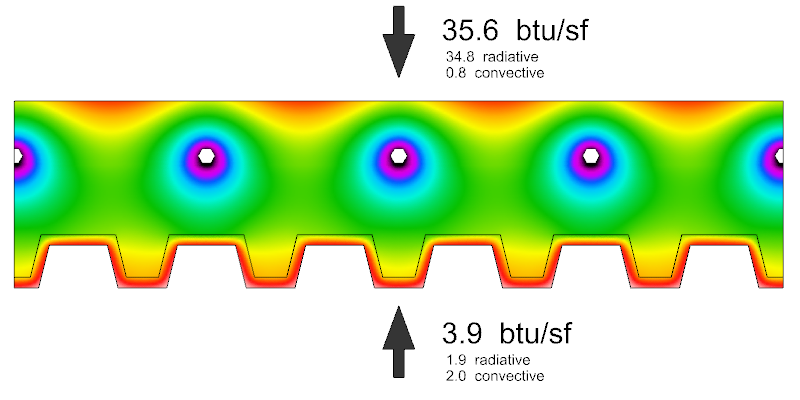 35.6 btu/sf
34.8 radiative
0.8 convective
3.9 btu/sf
1.9 radiative
2.0 convective